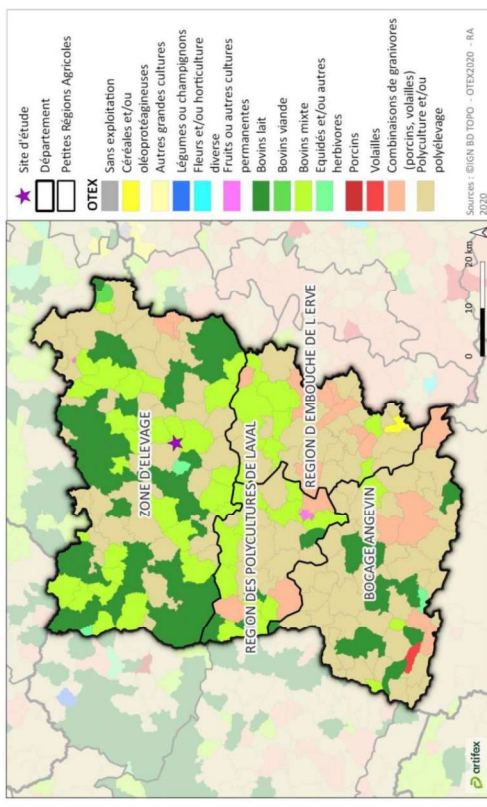 Site d'étude
Département
Petites Régions Agricoles
OTEX
Sans exploitation
Céréales et/ou
oléoprotéagineuses
Autres grandes cultures
Légumes ou champignons
Fleurs et/ou horticulture
diverse
Fruits ou autres cultures
permanentes
Bovins lait
Bovins viande
Bovins mixte
Equidés et/ou autres
herbivores
Porcins
Volailles
Combinaisons de granivores
(porcins, volailles)
Polyculture et/ou
polyélevage
Sources : ©IGN BD TOPO - OTEX2020 - RA
2020
ZONE D'ELEVAGE
REGION DES POLYCULTURES DE LAVAL
REGION D EMBOUCHE DE L ERVE
BOCAGE ANGEVIN
0 10 20 km
artifex